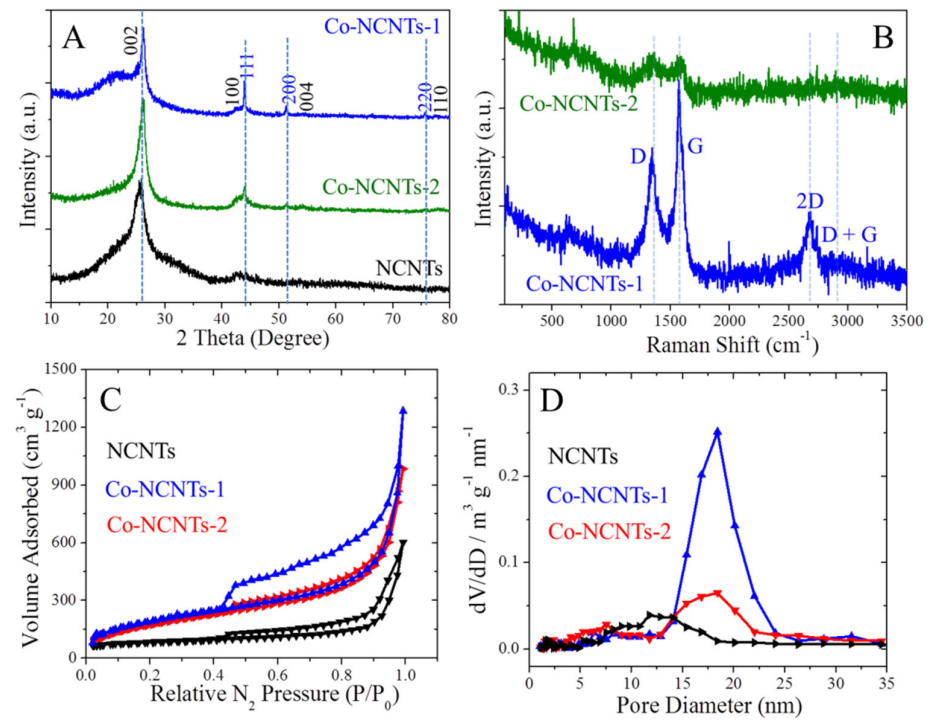 A
Co-NCNTs-1
002
100
111
200
004
220
110
Co-NCNTs-2
NCNTs
Intensity (a.u.)
10 20 30 40 50 60 70 80
2 Theta (Degree)
B
Co-NCNTs-2
D
G
2D
D + G
Co-NCNTs-1
Intensity (a.u.)
500 1000 1500 2000 2500 3000 3500
Raman Shift (cm⁻¹)
C
1500
1200
900
600
300
0
NCNTs
Co-NCNTs-1
Co-NCNTs-2
Volume Adsorbed (cm³ g⁻¹)
0.0 0.2 0.4 0.6 0.8 1.0
Relative N₂ Pressure (P/P₀)
D
0.3
0.2
0.1
0.0
NCNTs
Co-NCNTs-1
Co-NCNTs-2
dV/dD / m³ g⁻¹ nm⁻¹
0 5 10 15 20 25 30 35
Pore Diameter (nm)